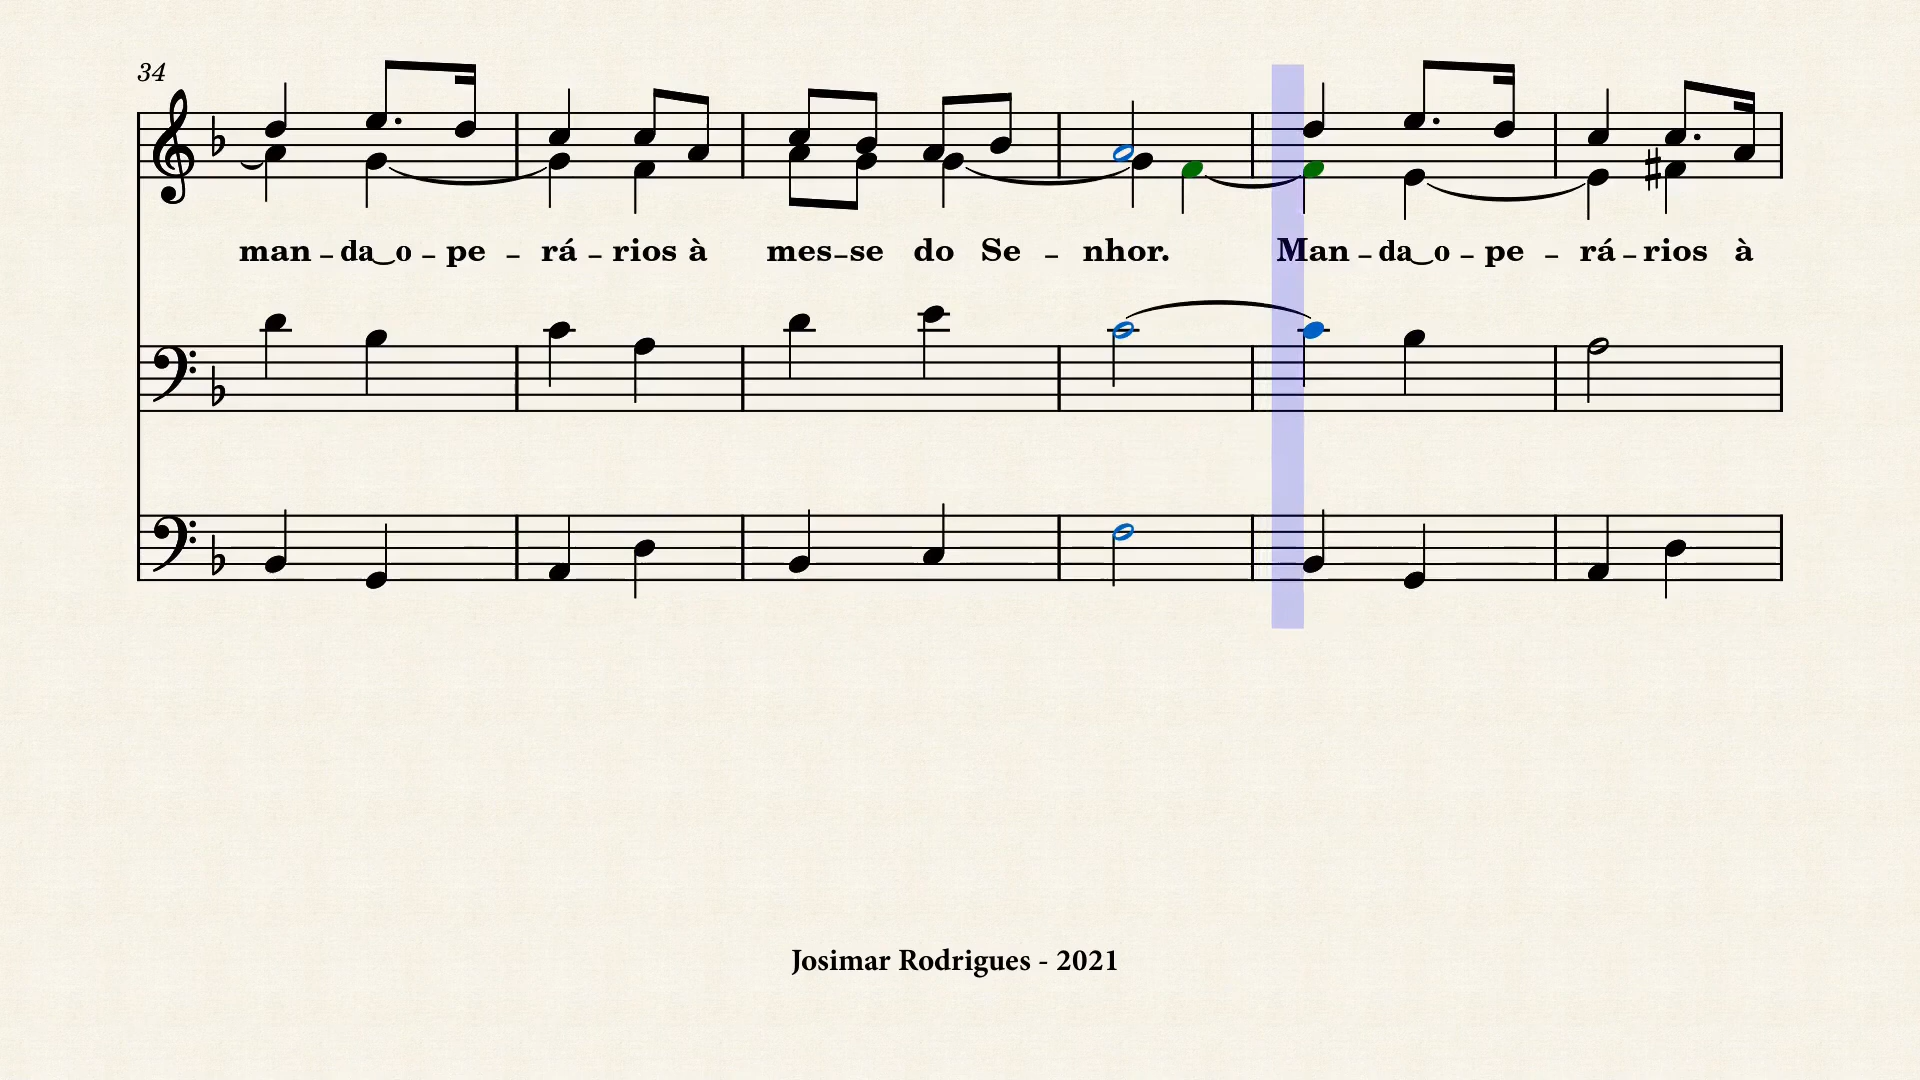 34
man - da‿o - pe - rá - rios à mes - se do Se - nhor. Man - da‿o - pe - rá - rios à
Josimar Rodrigues - 2021